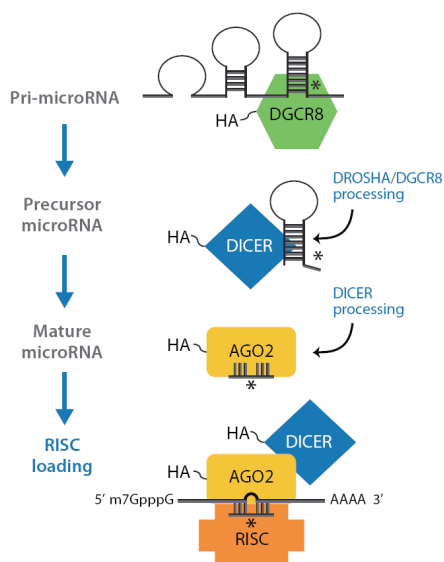 Pri-microRNA
*
HA
DGCR8
DROSHA/DGCR8
processing
Precursor
microRNA
HA
DICER
*
DICER
processing
Mature
microRNA
HA
AGO2
*
RISC
loading
HA
DICER
HA
AGO2
5′ m7GpppG
AAAA 3′
*
RISC